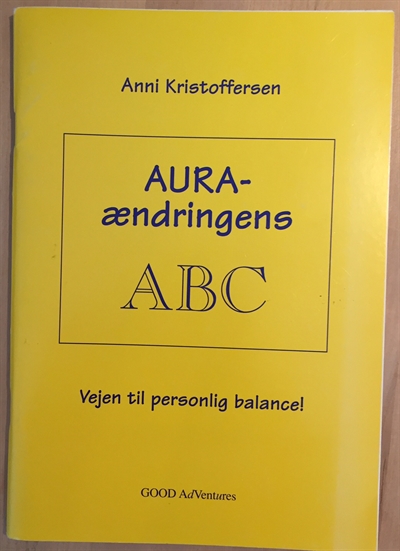 Anni Kristoffersen
AURA-
ændringens
ABC
Vejen til personlig balance!
GOOD AdVentures